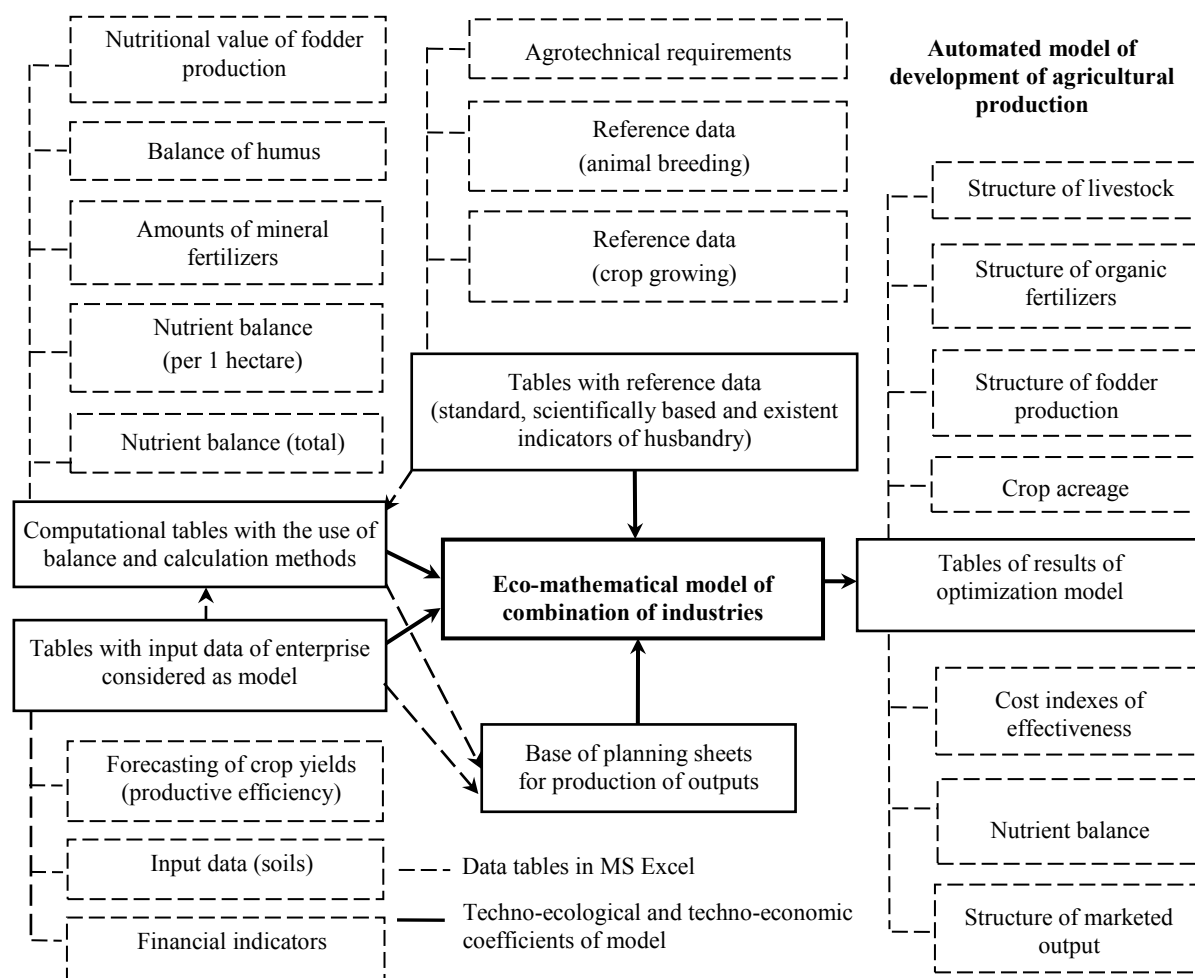 Nutritional value of fodder
production
Balance of humus
Amounts of mineral
fertilizers
Nutrient balance
(per 1 hectare)
Nutrient balance (total)
Computational tables with the use of
balance and calculation methods
Tables with input data of enterprise
considered as model
Forecasting of crop yields
(productive efficiency)
Input data (soils)
Financial indicators
Agrotechnical requirements
Reference data
(animal breeding)
Reference data
(crop growing)
Tables with reference data
(standard, scientifically based and existent
indicators of husbandry)
Eco-mathematical model of
combination of industries
Base of planning sheets
for production of outputs
Data tables in MS Excel
Techno-ecological and techno-economic
coefficients of model
Automated model of
development of agricultural
production
Structure of livestock
Structure of organic
fertilizers
Structure of fodder
production
Crop acreage
Tables of results of
optimization model
Cost indexes of
effectiveness
Nutrient balance
Structure of marketed
output